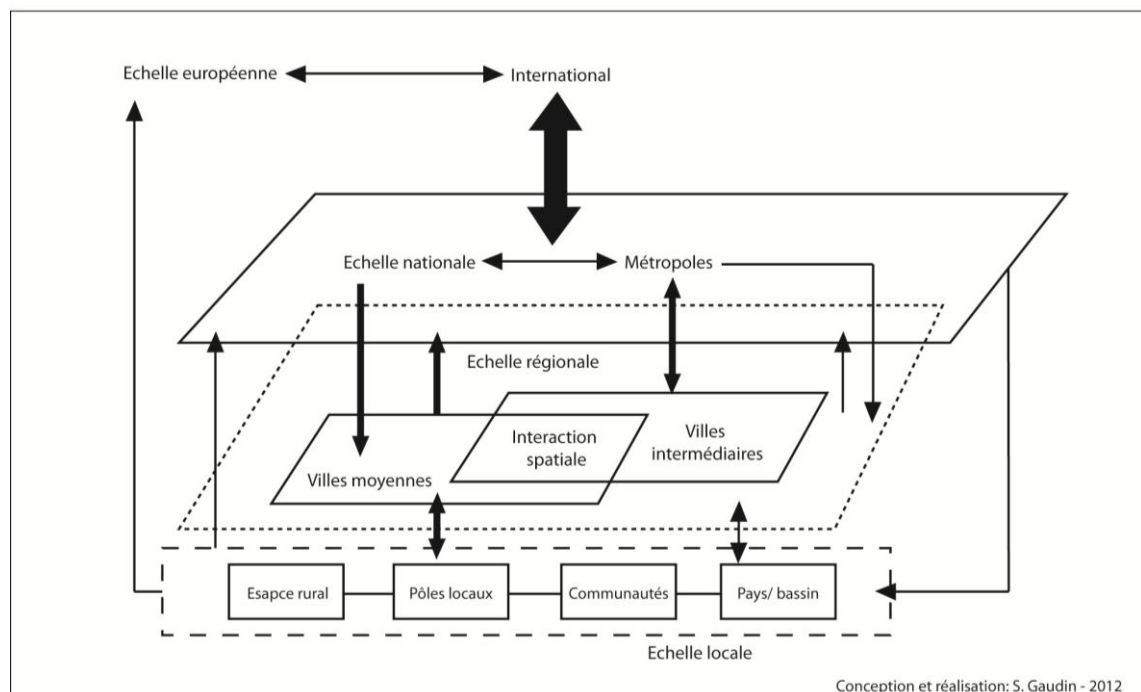 Echelle européenne
International
Echelle nationale
Métropoles
Echelle régionale
Interaction
spatiale
Villes
intermédiaires
Villes moyennes
Esapce rural
Pôles locaux
Communautés
Pays/ bassin
Echelle locale
Conception et réalisation: S. Gaudin - 2012